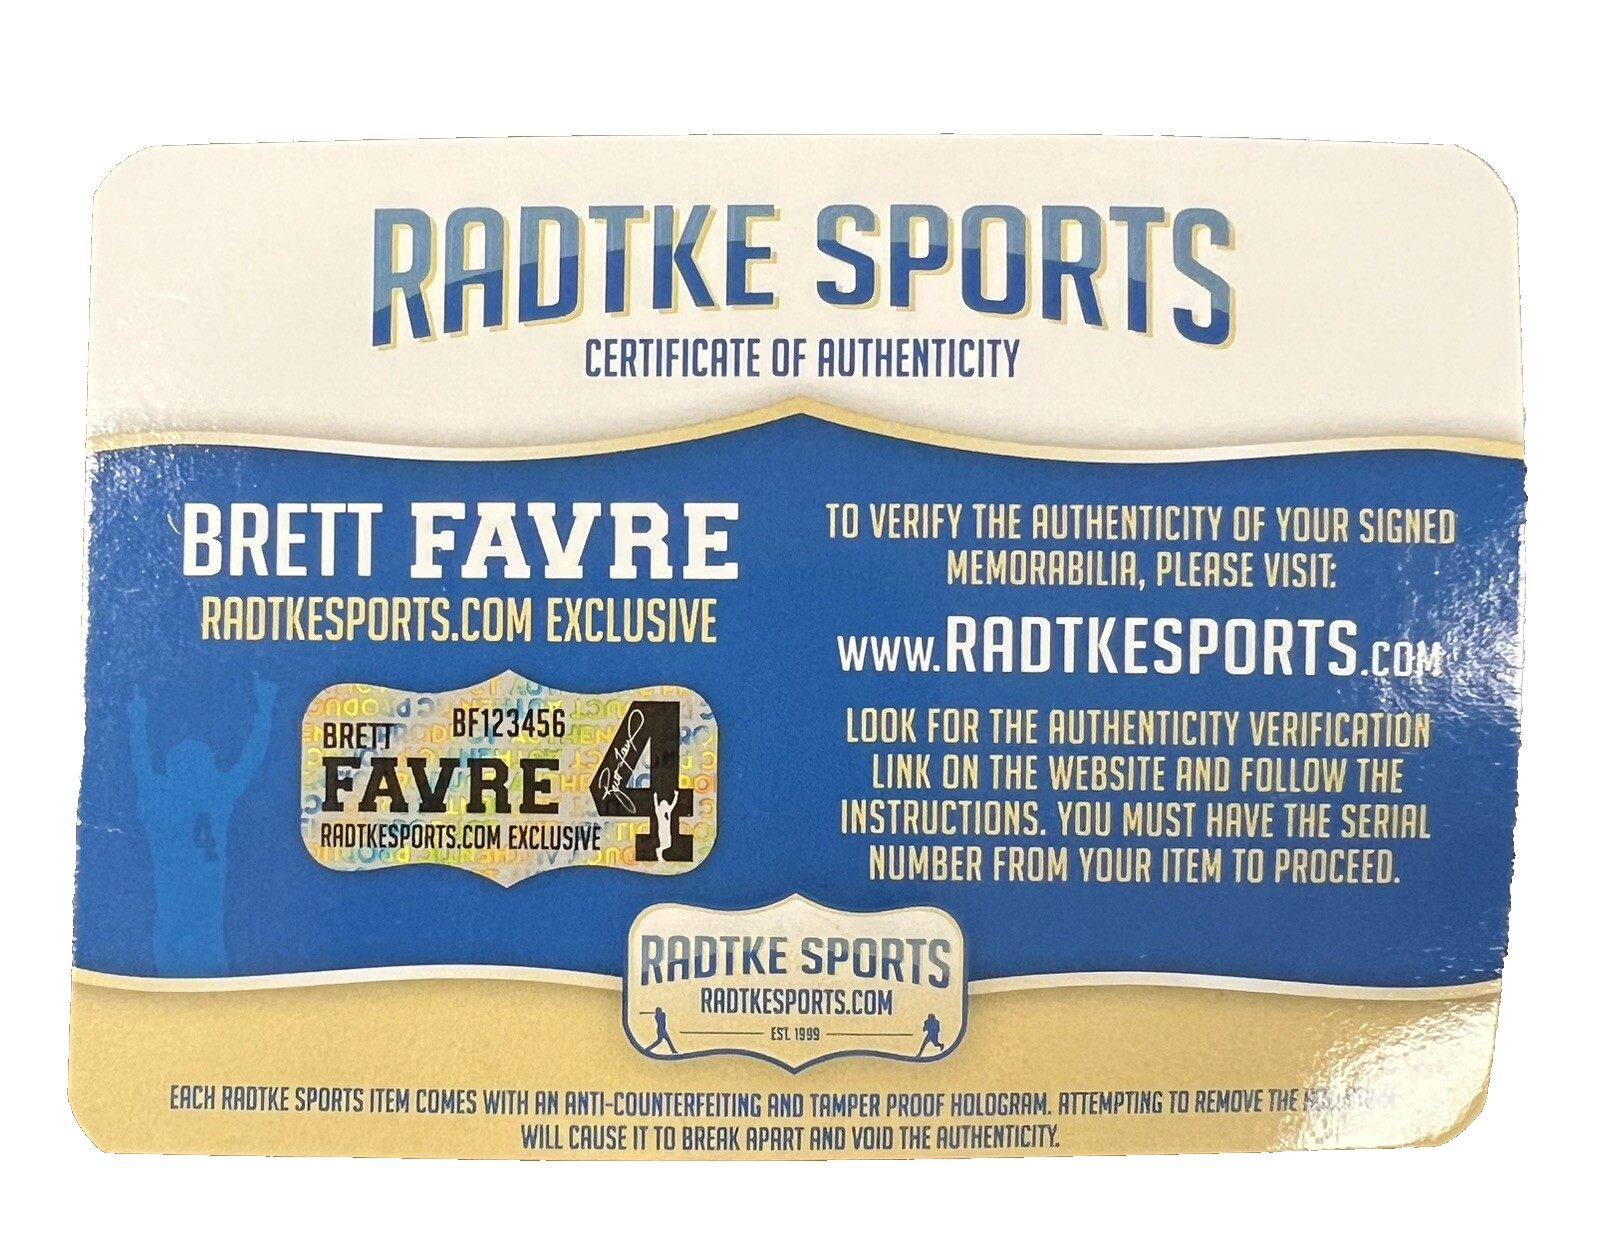 RADTKE SPORTS
CERTIFICATE OF AUTHENTICITY
BRETT FAVRE
RADTKESPORTS.COM EXCLUSIVE
BF123456
BRETT
FAVRE
4
RADTKESPORTS.COM EXCLUSIVE
TO VERIFY THE AUTHENTICITY OF YOUR SIGNED
MEMORABILIA, PLEASE VISIT:
WWW.RADTKESPORTS.COM
LOOK FOR THE AUTHENTICITY VERIFICATION
LINK ON THE WEBSITE AND FOLLOW THE
INSTRUCTIONS. YOU MUST HAVE THE SERIAL
NUMBER FROM YOUR ITEM TO PROCEED.
RADTKE SPORTS
RADTKESPORTS.COM
EST. 1999
EACH RADTKE SPORTS ITEM COMES WITH AN ANTI-COUNTERFEITING AND TAMPER PROOF HOLOGRAM. ATTEMPTING TO REMOVE THE
WILL CAUSE IT TO BREAK APART AND VOID THE AUTHENTICITY.